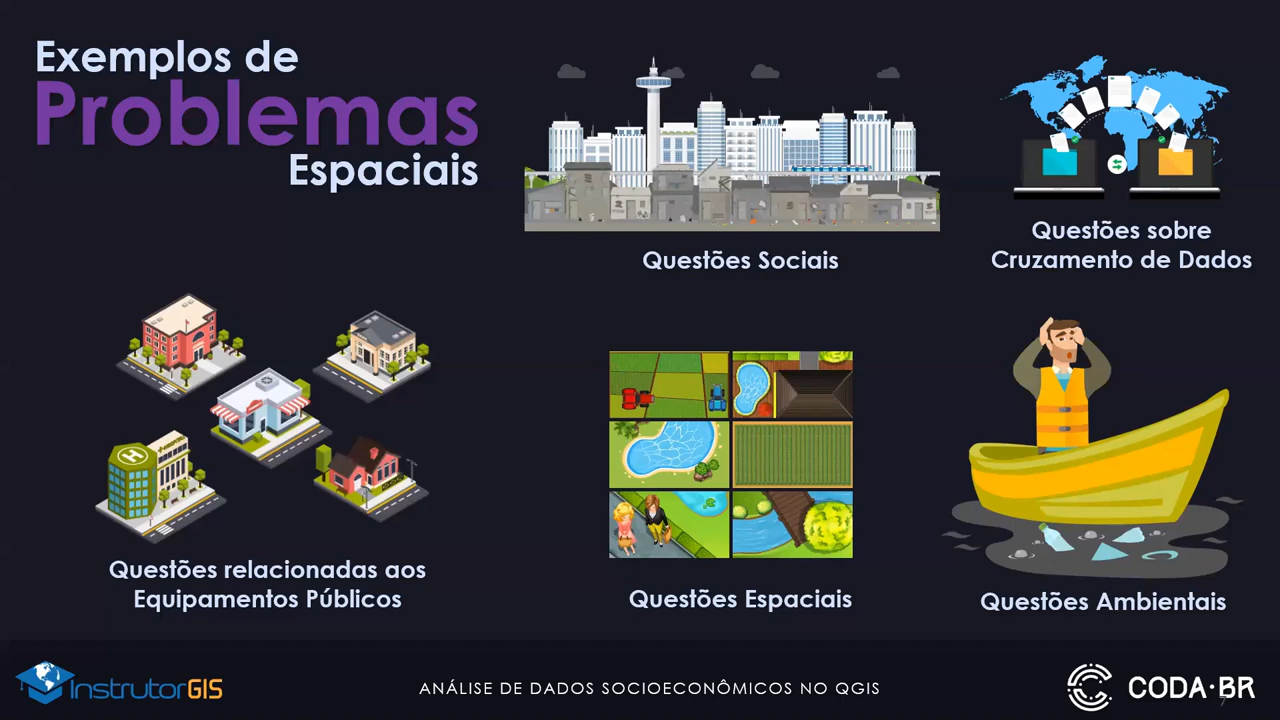 Exemplos de
Problemas
Espaciais
Questões Sociais
Questões sobre
Cruzamento de Dados
Questões relacionadas aos
Equipamentos Públicos
Questões Espaciais
Questões Ambientais
InstrutorGIS
ANÁLISE DE DADOS SOCIOECONÔMICOS NO QGIS
CODA.BR
7